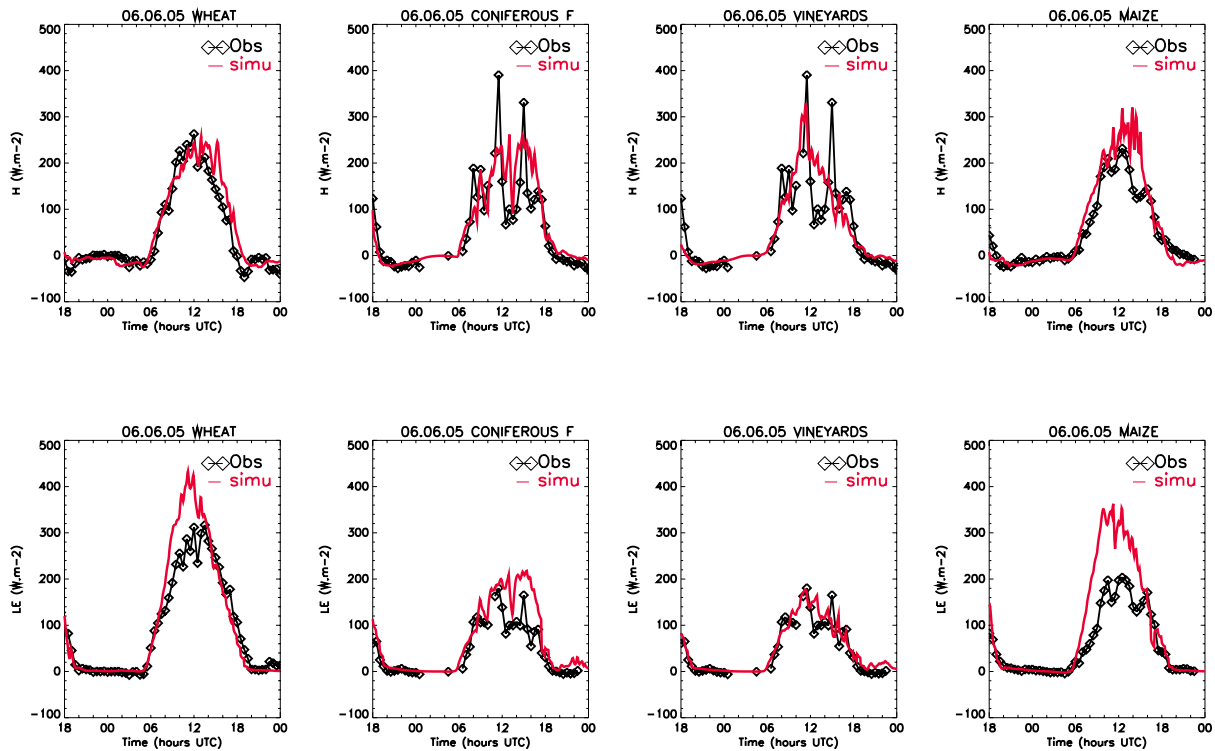 06.06.05 WHEAT
500
400
300
200
100
0
-100
H (W.m-2)
Obs
simu
18 00 06 12 18 00
Time (hours UTC)
06.06.05 CONIFEROUS F
500
400
300
200
100
0
-100
H (W.m-2)
Obs
simu
18 00 06 12 18 00
Time (hours UTC)
06.06.05 VINEYARDS
500
400
300
200
100
0
-100
H (W.m-2)
Obs
simu
18 00 06 12 18 00
Time (hours UTC)
06.06.05 MAIZE
500
400
300
200
100
0
-100
H (W.m-2)
Obs
simu
18 00 06 12 18 00
Time (hours UTC)
06.06.05 WHEAT
500
400
300
200
100
0
-100
LE (W.m-2)
Obs
simu
18 00 06 12 18 00
Time (hours UTC)
06.06.05 CONIFEROUS F
500
400
300
200
100
0
-100
LE (W.m-2)
Obs
simu
18 00 06 12 18 00
Time (hours UTC)
06.06.05 VINEYARDS
500
400
300
200
100
0
-100
LE (W.m-2)
Obs
simu
18 00 06 12 18 00
Time (hours UTC)
06.06.05 MAIZE
500
400
300
200
100
0
-100
LE (W.m-2)
Obs
simu
18 00 06 12 18 00
Time (hours UTC)